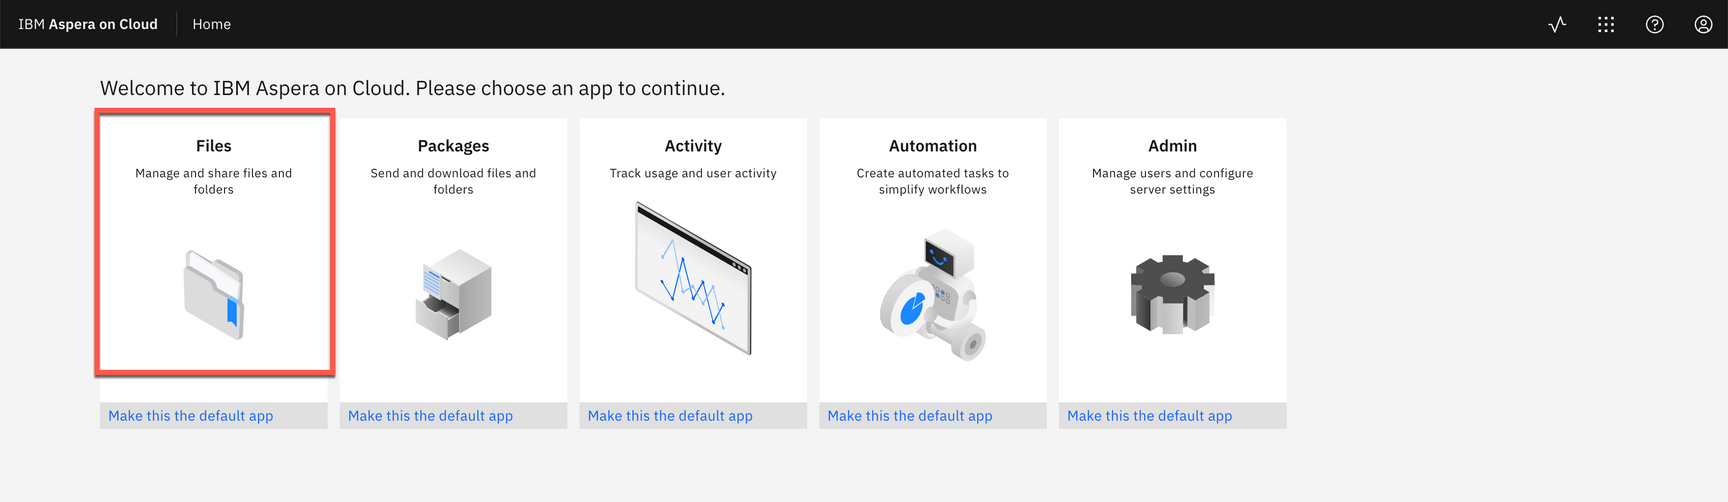 IBM Aspera on Cloud Home
Welcome to IBM Aspera on Cloud. Please choose an app to continue.
Files
Manage and share files and
folders
Make this the default app
Packages
Send and download files and
folders
Make this the default app
Activity
Track usage and user activity
Make this the default app
Automation
Create automated tasks to
simplify workflows
Make this the default app
Admin
Manage users and configure
server settings
Make this the default app